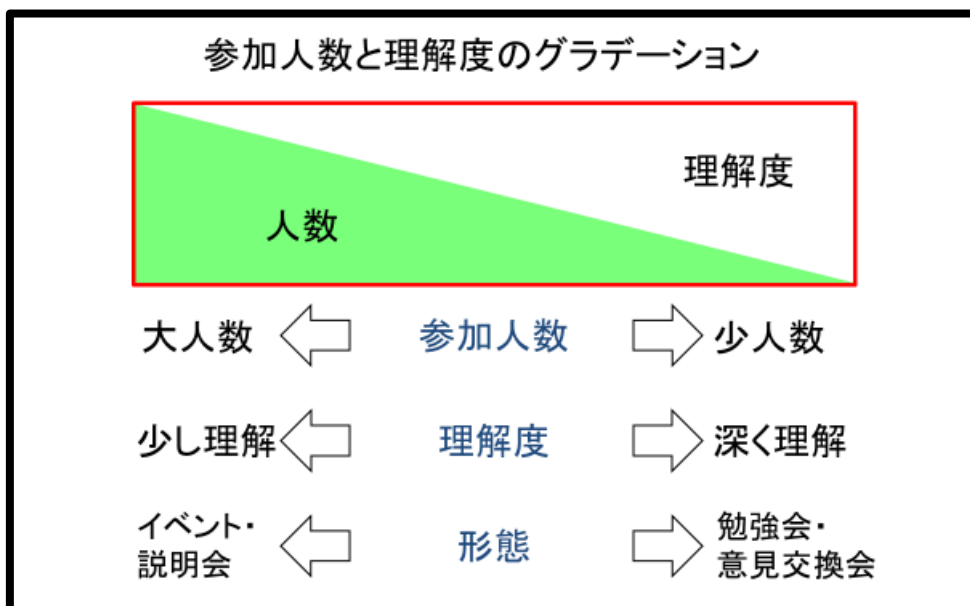 参加人数と理解度のグラデーション
理解度
人数
大人数 参加人数 少人数
少し理解 理解度 深く理解
イベント・
説明会
形態
勉強会・
意見交換会